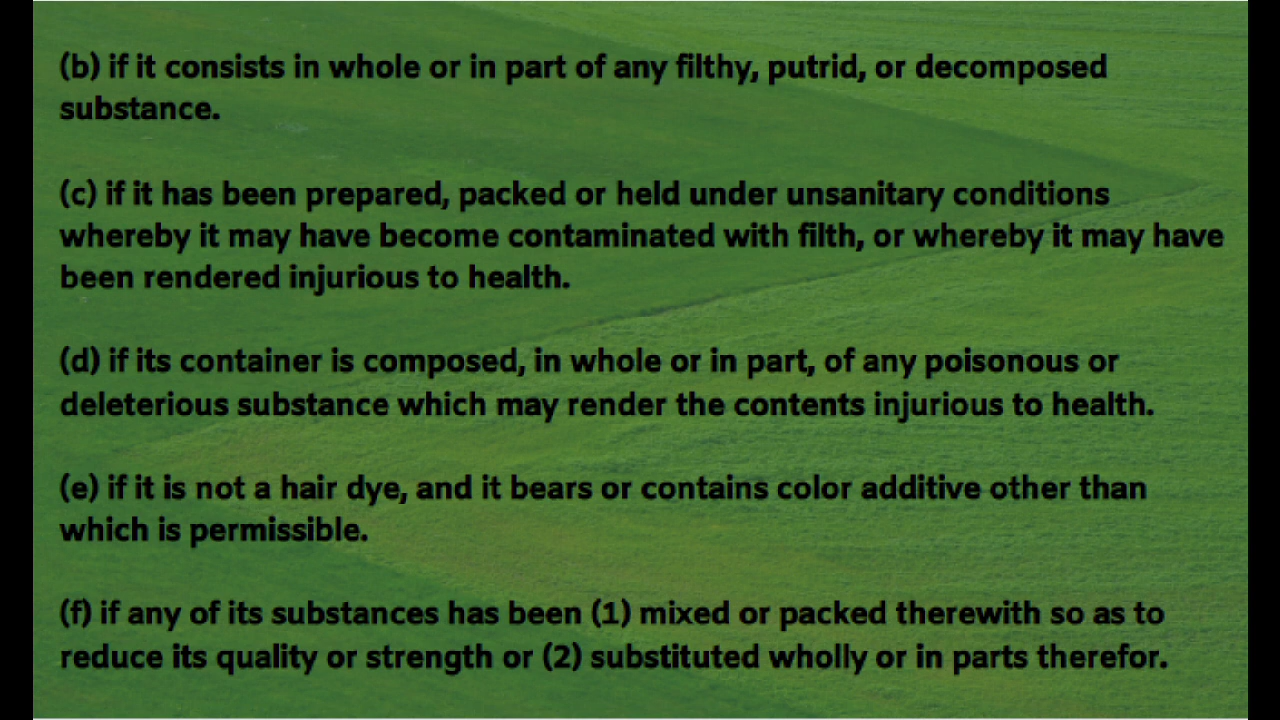 (b) if it consists in whole or in part of any filthy, putrid, or decomposed
substance.
(c) if it has been prepared, packed or held under unsanitary conditions
whereby it may have become contaminated with filth, or whereby it may have
been rendered injurious to health.
(d) if its container is composed, in whole or in part, of any poisonous or
deleterious substance which may render the contents injurious to health.
(e) if it is not a hair dye, and it bears or contains color additive other than
which is permissible.
(f) if any of its substances has been (1) mixed or packed therewith so as to
reduce its quality or strength or (2) substituted wholly or in parts therefor.